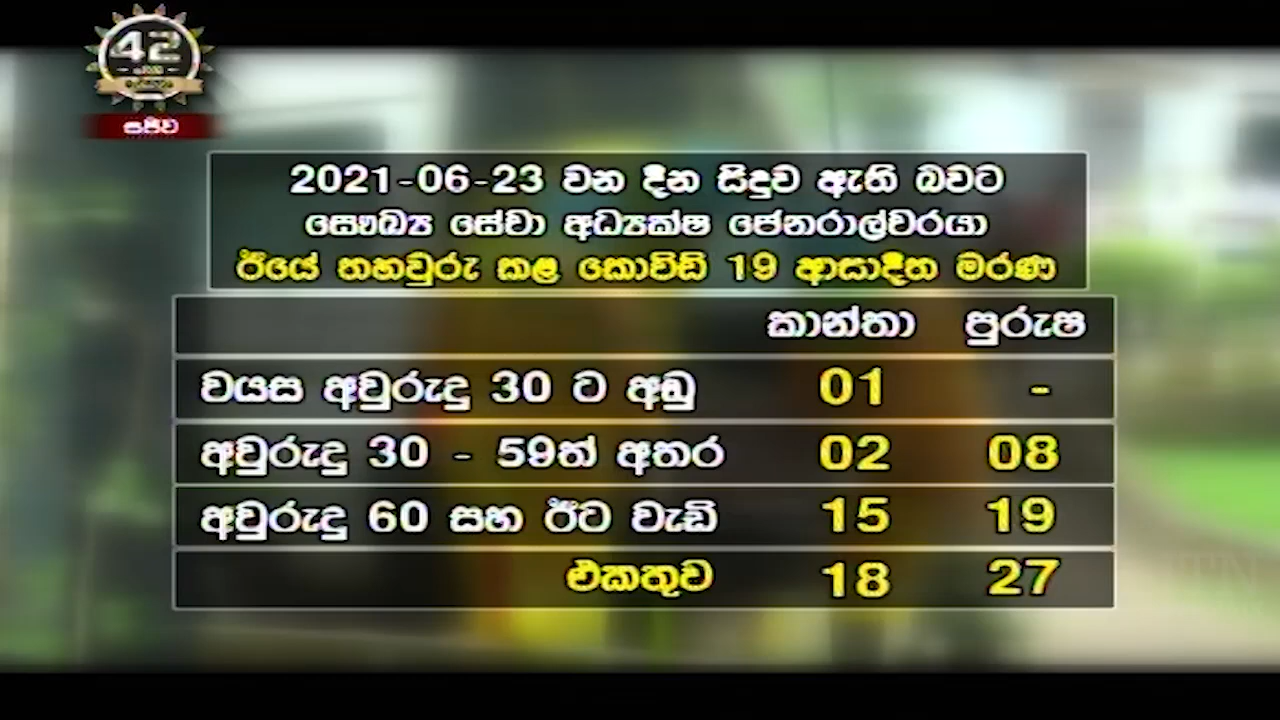 42
සජීව
2021-06-23 වන දින සිදුව ඇති බවට
සෞඛ්‍ය සේවා අධ්‍යක්ෂ ජෙනරාල්වරයා
ඊයේ තහවුරු කළ කොවිඩ් 19 ආසාදිත මරණ
කාන්තා පුරුෂ
වයස අවුරුදු 30 ට අඩු 01 -
අවුරුදු 30 - 59ත් අතර 02 08
අවුරුදු 60 සහ ඊට වැඩි 15 19
එකතුව 18 27